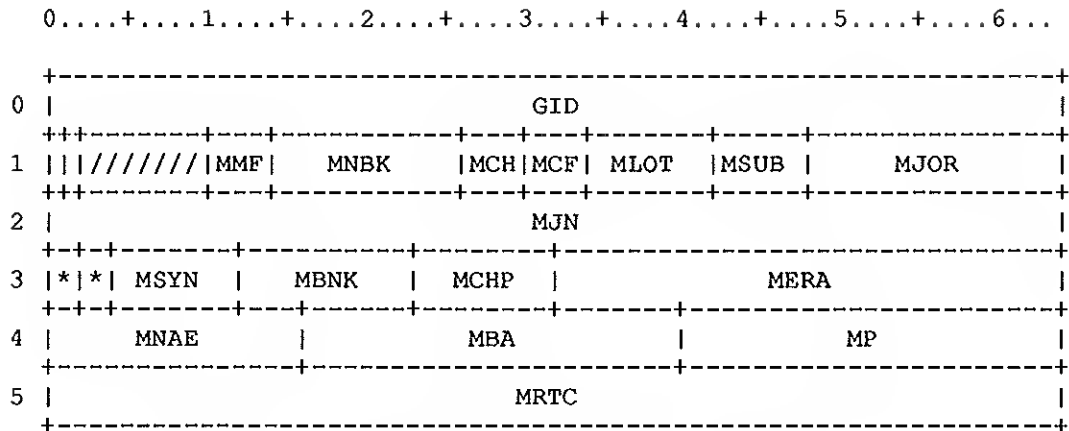 0....+....1....+....2....+....3....+....4....+....5....+....6...
+---------------------------------------------------------------+
0 | GID |
+++-------+---+-----------+---+---+-------+-----+---------------+
1 |||///////|MMF| MNBK |MCH|MCF| MLOT |MSUB | MJOR |
+++-------+---+-----------+---+---+-------+-----+---------------+
2 | MJN |
+-+-+-------+----------+--------+-------------------------------+
3 |*|*| MSYN | MBNK | MCHP | MERA |
+-+-+-------+---+------+--------+-------+-----------------------+
4 | MNAE | MBA | MP |
+---------------+-----------------------+-----------------------+
5 | MRTC |
+---------------------------------------------------------------+